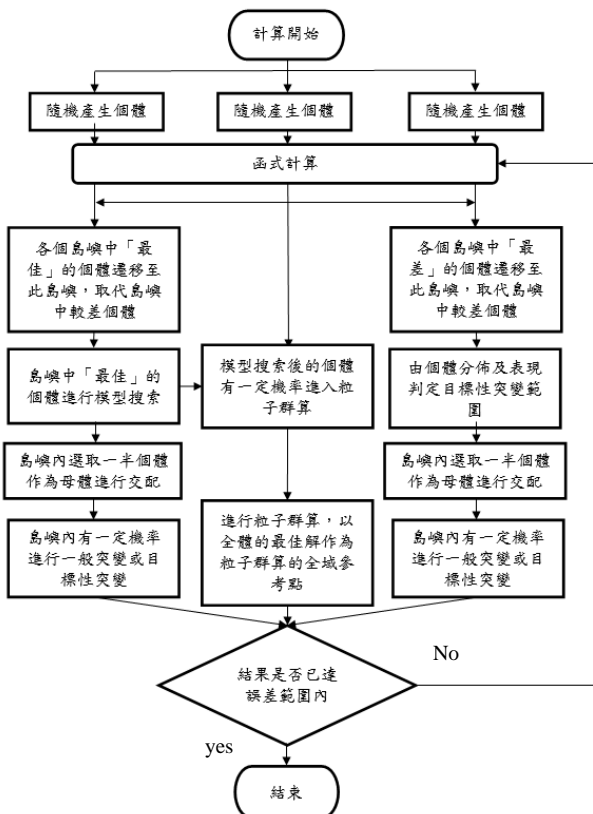 計算開始
隨機產生個體
隨機產生個體
隨機產生個體
函式計算
各個島嶼中「最
佳」的個體遷移至
此島嶼，取代島嶼
中較差個體
各個島嶼中「最
差」的個體遷移至
此島嶼，取代島嶼
中較差個體
島嶼中「最佳」的
個體進行模型搜索
模型搜索後的個體
有一定機率進入粒
子群算
由個體分佈及表現
判定目標性突變範
圍
島嶼內選取一半個體
作為母體進行交配
島嶼內選取一半個體
作為母體進行交配
島嶼內有一定機率
進行一般突變或目
標性突變
進行粒子群算，以
全體的最佳解作為
粒子群算的全域參
考點
島嶼內有一定機率
進行一般突變或目
標性突變
結果是否已達
誤差範圍內
No
yes
結束